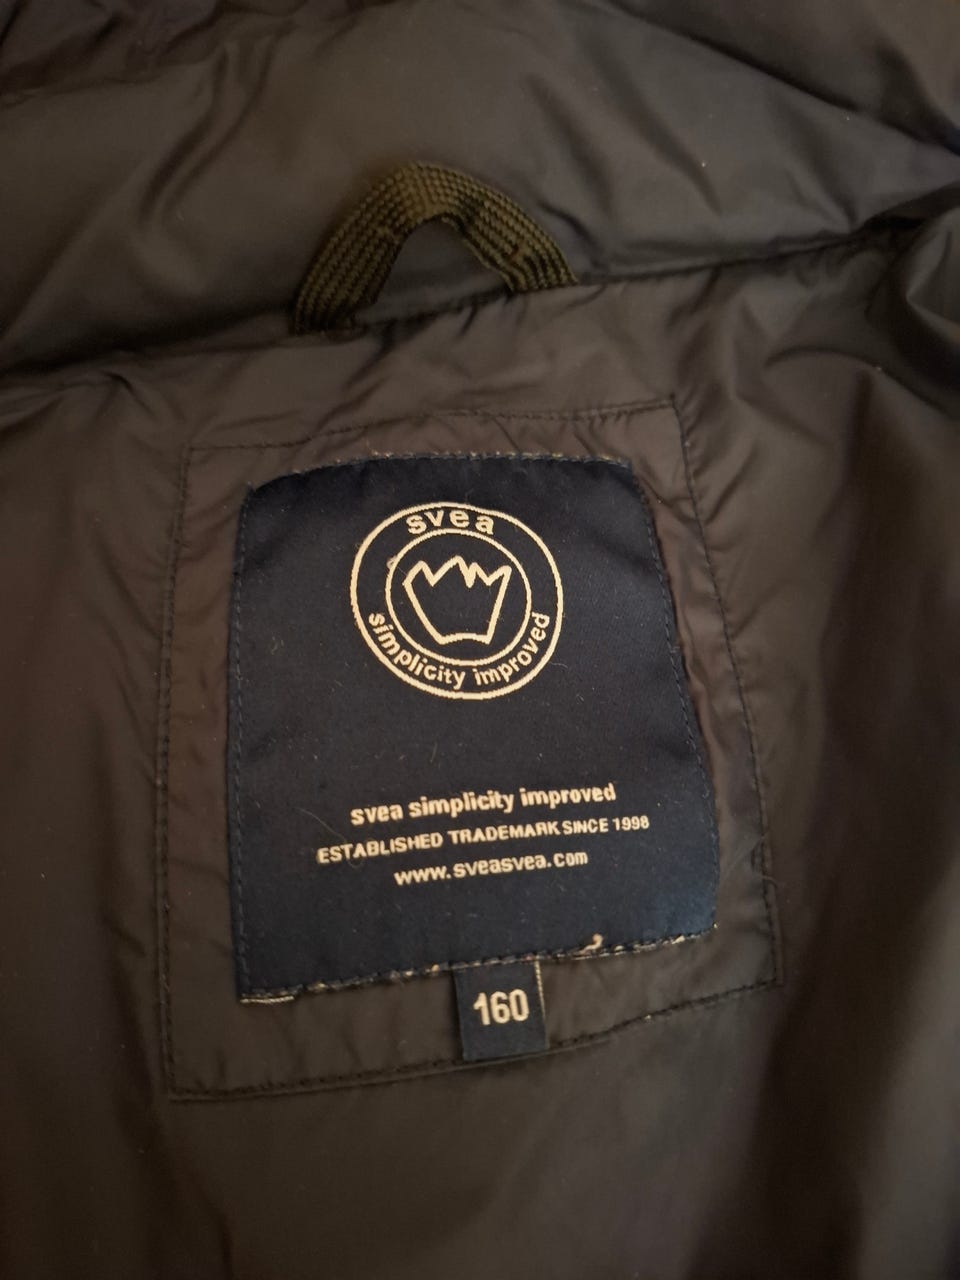 svea
simplicity improved
svea simplicity improved
ESTABLISHED TRADEMARK SINCE 1998
www.sveasvea.com
160